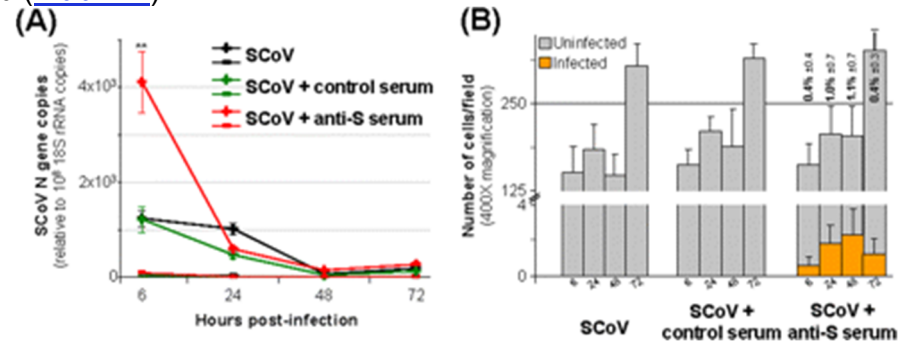 (A)
SCoV N gene copies
(relative to 10⁸ 18S rRNA copies)
4x10³
2x10³
0
**
SCoV
SCoV + control serum
SCoV + anti-S serum
6 24 48 72
Hours post-infection
(B)
Number of cells/field
(400X magnification)
250
125
4
0
Uninfected
Infected
0.4% ±0.4
1.0% ±0.7
1.1% ±0.7
0.4% ±0.3
6 24 48 72 6 24 48 72 6 24 48 72
SCoV
SCoV +
control serum
SCoV +
anti-S serum